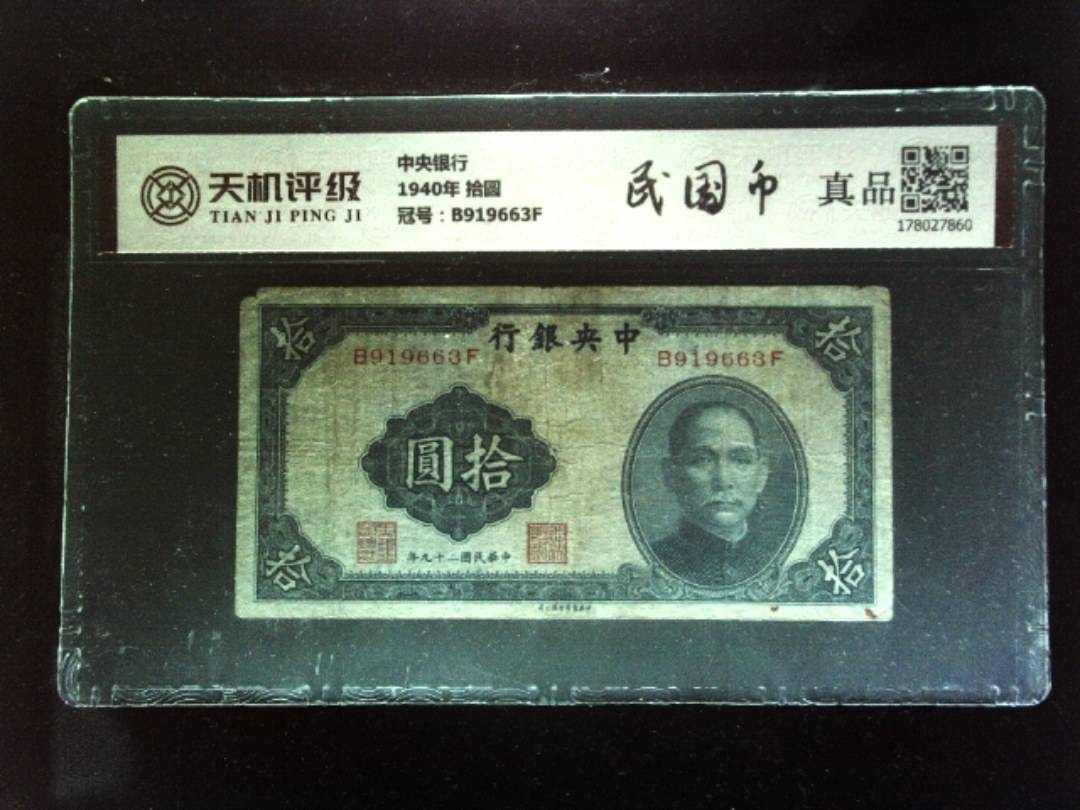 天机评级
TIAN JI PING JI
中央银行
1940年 拾圆
冠号：B919663F
民国币
真品
178027860
行銀央中
B919663F
B919663F
拾
拾
圓拾
年九十二國民華中
拾
拾